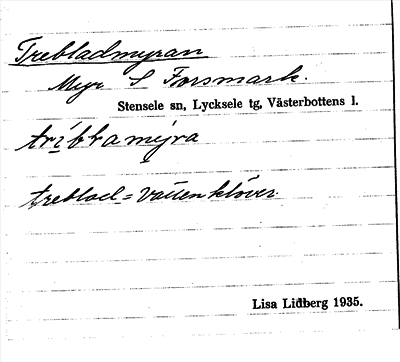 Trebladmyran
Myr S Forsmark.
Stensele sn, Lycksele tg, Västerbottens l.
treblad = Vattenklöver.
Lisa Lidberg 1935.